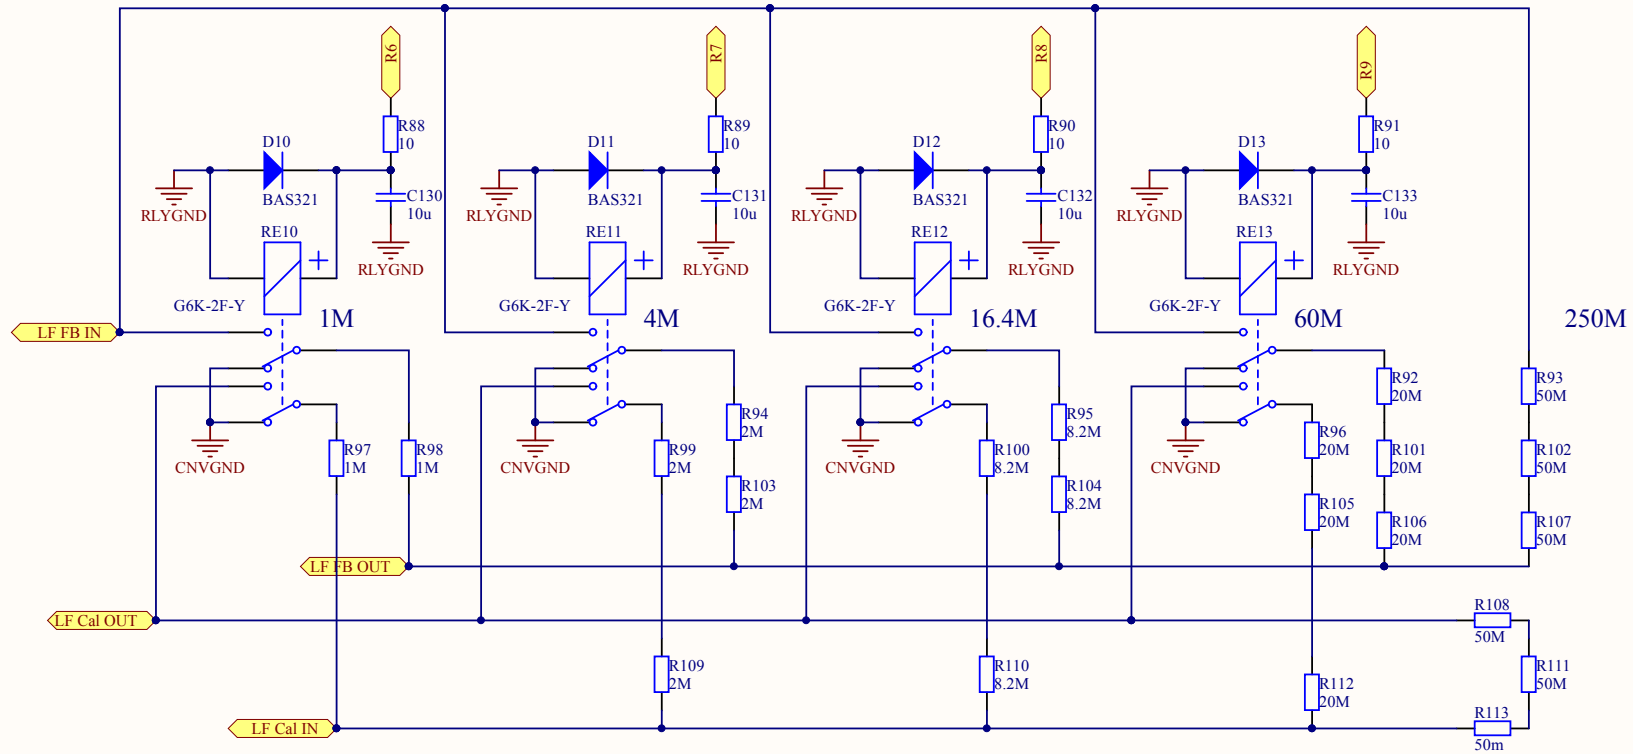 R6
R7
R8
R9
R88
10
R89
10
R90
10
R91
10
D10
D11
D12
D13
BAS321
BAS321
BAS321
BAS321
C130
10u
C131
10u
C132
10u
C133
10u
RLYGND
RLYGND
RLYGND
RLYGND
RE10
RE11
RE12
RE13
RLYGND
RLYGND
RLYGND
RLYGND
G6K-2F-Y
G6K-2F-Y
G6K-2F-Y
G6K-2F-Y
1M
4M
16.4M
60M
250M
LF FB IN
R92
20M
R93
50M
R94
2M
R95
8.2M
R96
20M
R97
1M
R98
1M
R99
2M
R100
8.2M
R101
20M
R102
50M
CNVGND
CNVGND
CNVGND
CNVGND
R103
2M
R104
8.2M
R105
20M
R106
20M
R107
50M
LF FB OUT
LF Cal OUT
R108
50M
R109
2M
R110
8.2M
R112
20M
R111
50M
LF Cal IN
R113
50m